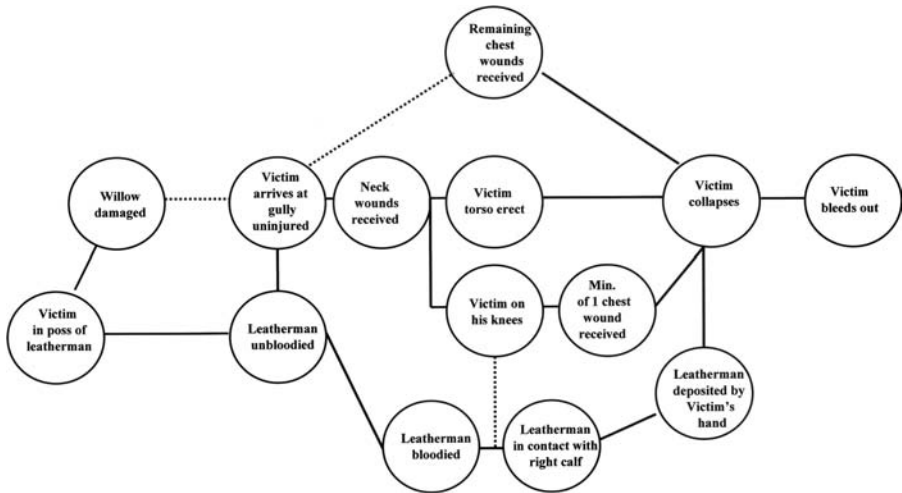 Remaining
chest
wounds
received
Willow
damaged
Victim
arrives at
gully
uninjured
Neck
wounds
received
Victim
torso erect
Victim
collapses
Victim
bleeds out
Victim
in poss of
leatherman
Leatherman
unbloodied
Victim on
his knees
Min.
of 1 chest
wound
received
Leatherman
deposited by
Victim's
hand
Leatherman
bloodied
Leatherman
in contact with
right calf